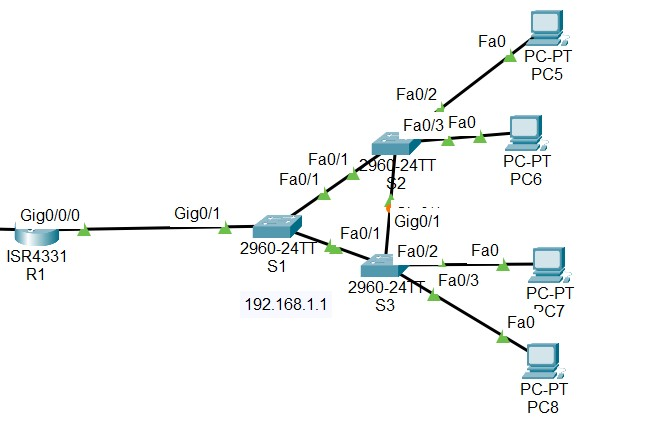 Fa0
PC-PT
PC5
Fa0/2
Fa0/3
Fa0
2960-24TT
S2
PC-PT
PC6
Fa0/1
Fa0/1
Gig0/0/0
Gig0/1
Gig0/1
ISR4331
R1
2960-24TT
S1
Fa0/1
Fa0/2
Fa0
2960-24TT
S3
Fa0/3
PC-PT
PC7
192.168.1.1
Fa0
PC-PT
PC8